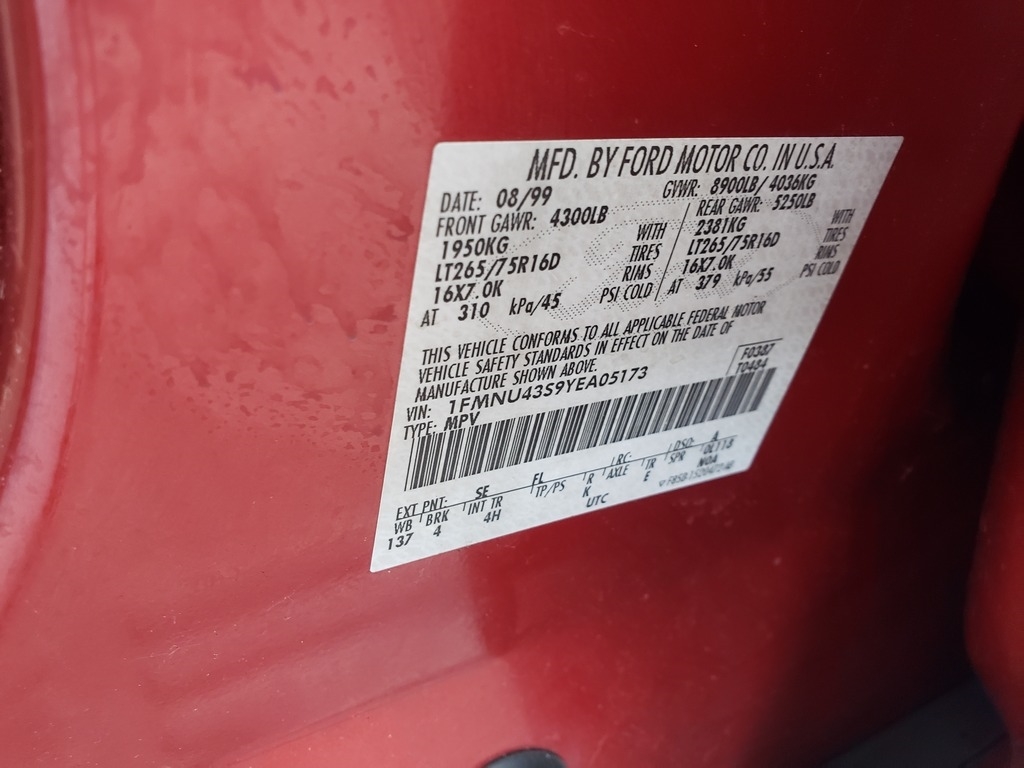 MFD. BY FORD MOTOR CO. IN U.S.A.
DATE: 08/99 GVWR: 8900LB/ 4036KG
FRONT GAWR: 4300LB REAR GAWR: 5250LB
1950KG WITH 2381KG WITH
LT265/75R16D TIRES LT265/75R16D TIRES
16X7.0K RIMS 16X7.0K RIMS
AT 310 kPa/45 PSI COLD AT 379 kPa/55 PSI COLD
THIS VEHICLE CONFORMS TO ALL APPLICABLE FEDERAL MOTOR
VEHICLE SAFETY STANDARDS IN EFFECT ON THE DATE OF
MANUFACTURE SHOWN ABOVE.
F0387
VIN: 1FMNU43S9YEA05173 T0484
TYPE: MPV
EXT PNT: SE FL RC: DSO: A
WB BRK INT TR TP/PS R AXLE TR SPR
137 4 4H K E NOA
UTC